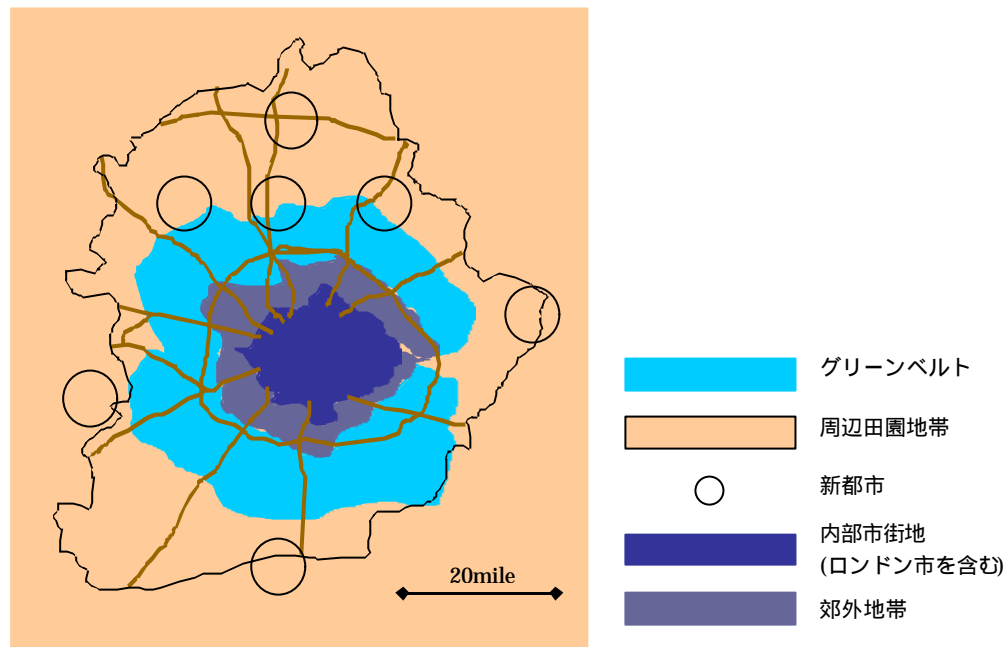 グリーンベルト
周辺田園地帯
新都市
内部市街地
(ロンドン市を含む)
20mile
郊外地帯